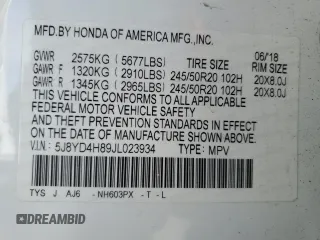 MFD.BY HONDA OF AMERICA MFG.,INC.
06/18
GVWR 2575KG ( 5677LBS) TIRE SIZE RIM SIZE
GAWR F 1320KG ( 2910LBS) 245/50R20 102H 20X8.0J
GAWR R 1345KG ( 2965LBS) 245/50R20 102H 20X8.0J
THIS VEHICLE CONFORMS TO ALL APPLICABLE
FEDERAL MOTOR VEHICLE SAFETY
AND THEFT PREVENTION STANDARDS IN EFFECT
ON THE DATE OF MANUFACTURE SHOWN ABOVE.
V.I.N: 5J8YD4H89JL023934 TYPE: MPV
TYS J AJ6 - NH603PX - T - L
DREAMBID